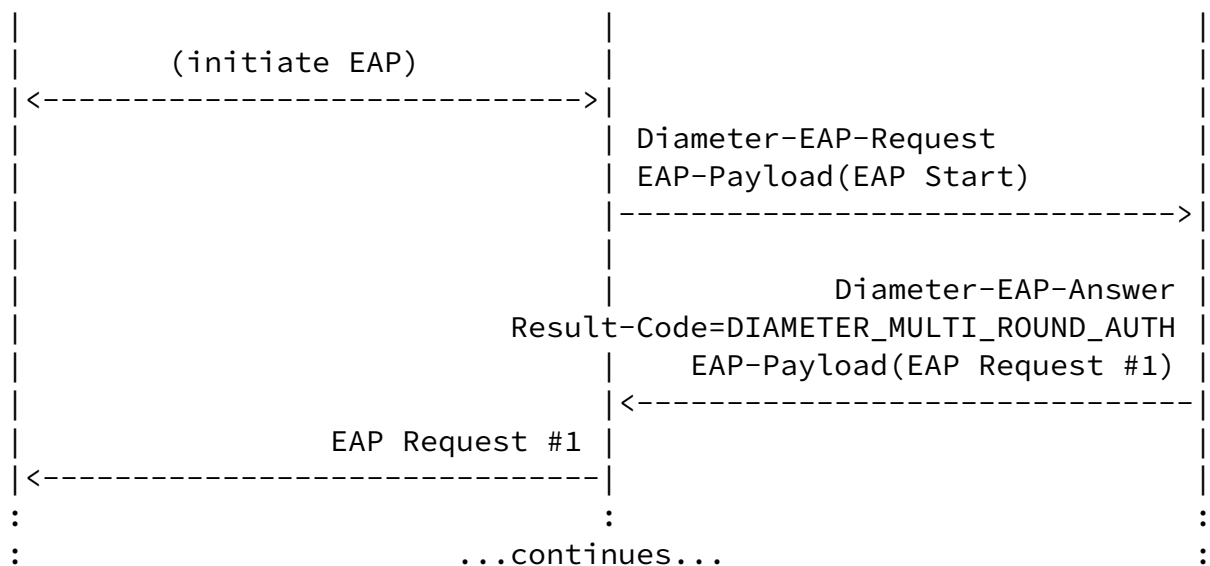 (initiate EAP)
Diameter-EAP-Request
EAP-Payload(EAP Start)
Diameter-EAP-Answer
Result-Code=DIAMETER_MULTI_ROUND_AUTH
EAP-Payload(EAP Request #1)
EAP Request #1
...continues...